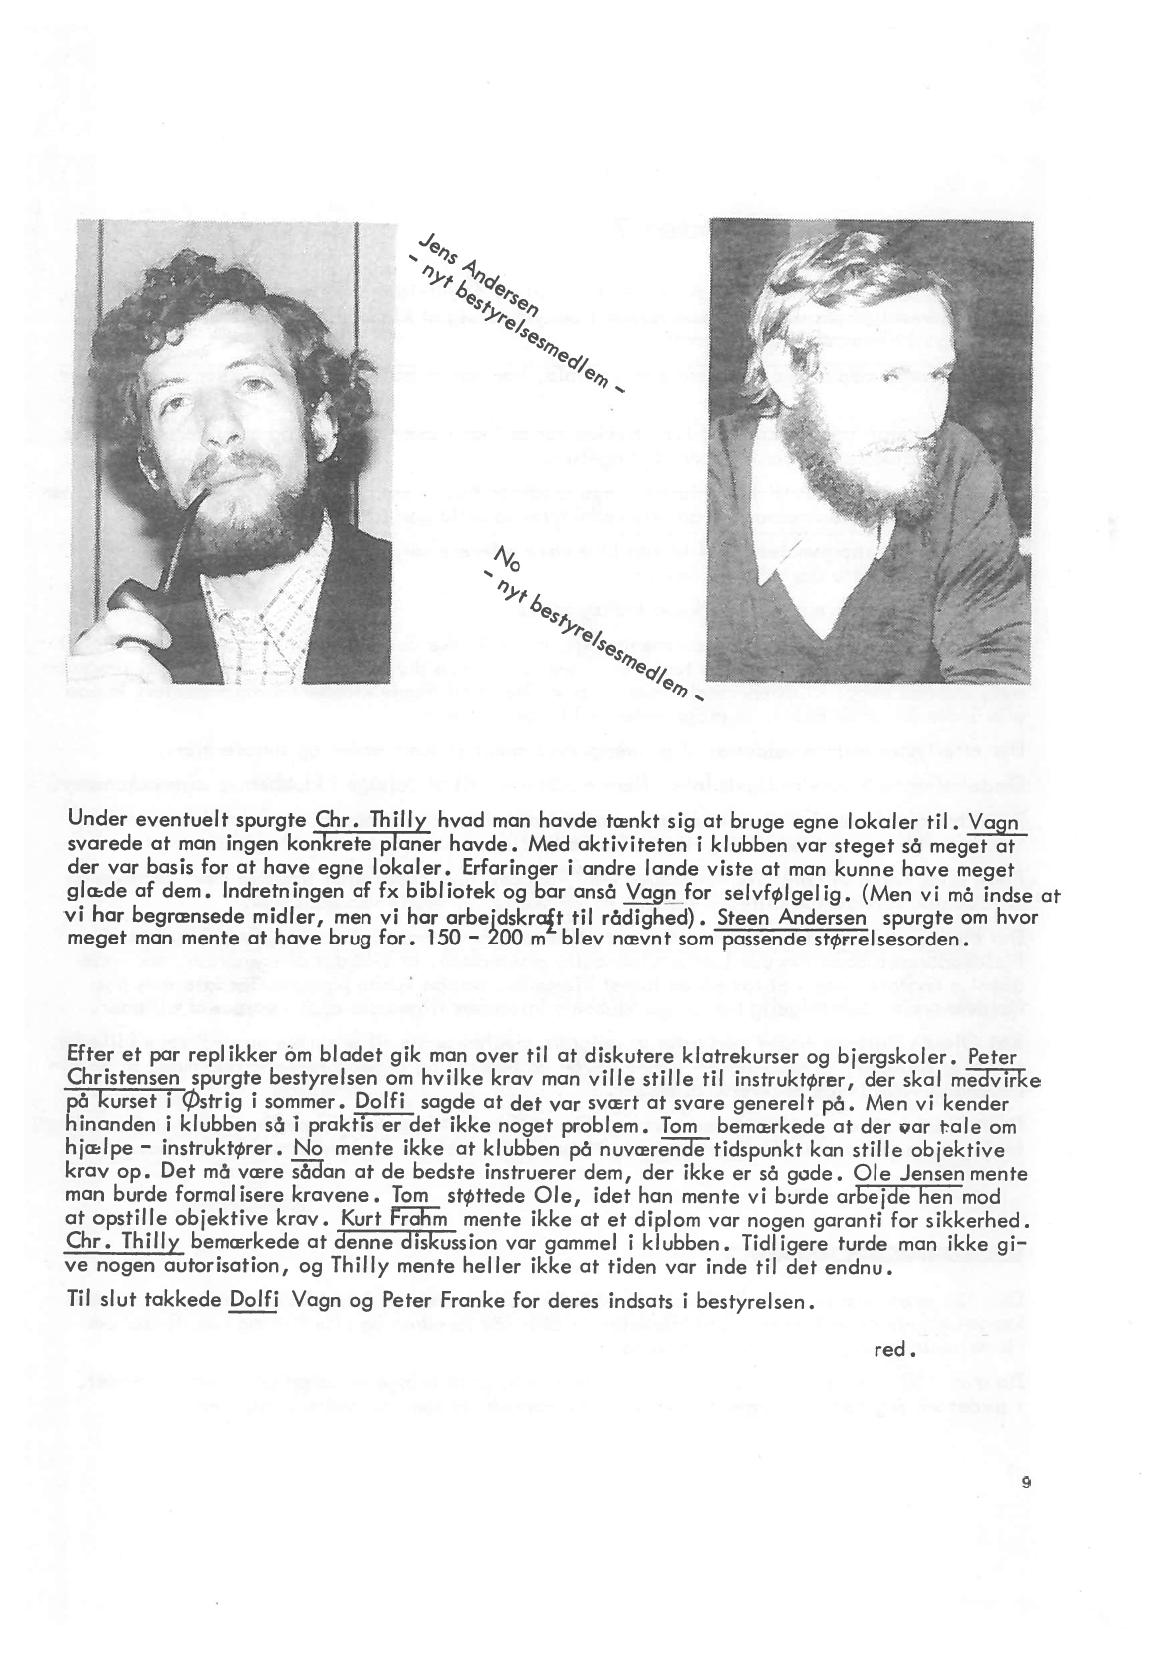 Jens Andersen
- nyt bestyrelsesmedlem -
No
- nyt bestyrelsesmedlem -
Under eventuelt spurgte Chr. Thilly hvad man havde tænkt sig at bruge egne lokaler til. Vagn
svarede at man ingen konkrete planer havde. Med aktiviteten i klubben var steget så meget at
der var basis for at have egne lokaler. Erfaringer i andre lande viste at man kunne have meget
glæde af dem. Indretningen af fx bibliotek og bar anså Vagn for selvfølgelig. (Men vi må indse at
vi har begrænsede midler, men vi har arbejdskraft til rådighed). Steen Andersen spurgte om hvor
meget man mente at have brug for. 150 - 200 m² blev nævnt som passende størrelsesorden.
Efter et par replikker om bladet gik man over til at diskutere klatrekurser og bjergskoler. Peter
Christensen spurgte bestyrelsen om hvilke krav man ville stille til instruktører, der skal medvirke
på kurset i Østrig i sommer. Dolfi sagde at det var svært at svare generelt på. Men vi kender
hinanden i klubben så i praktis er det ikke noget problem. Tom bemærkede at der var tale om
hjælpe - instruktører. No mente ikke at klubben på nuværende tidspunkt kan stille objektive
krav op. Det må være sådan at de bedste instruerer dem, der ikke er så gode. Ole Jensen mente
man burde formalisere kravene. Tom støttede Ole, idet han mente vi burde arbejde hen mod
at opstille objektive krav. Kurt Frahm mente ikke at et diplom var nogen garanti for sikkerhed.
Chr. Thilly bemærkede at denne diskussion var gammel i klubben. Tidligere turde man ikke gi-
ve nogen autorisation, og Thilly mente heller ikke at tiden var inde til det endnu.
Til slut takkede Dolfi Vagn og Peter Franke for deres indsats i bestyrelsen.
red.
9